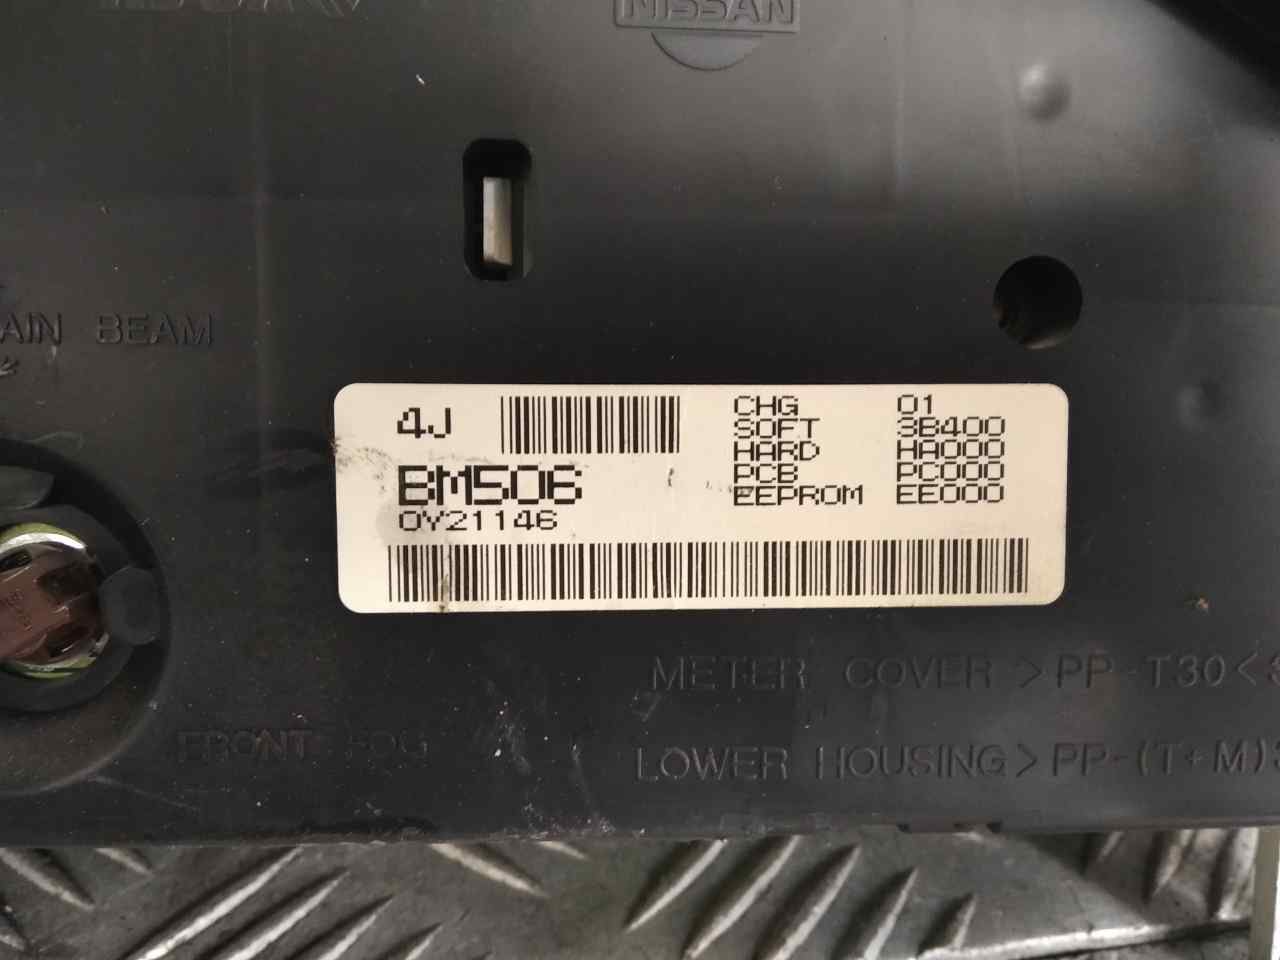 NISSAN
AIN BEAM
4J
BM506
0Y21146
CHG 01
SOFT 3B400
HARD HA000
PCB PC000
EEPROM EE000
METER COVER >PP-T30<
FRONT FOG
LOWER HOUSING>PP-(T+M)